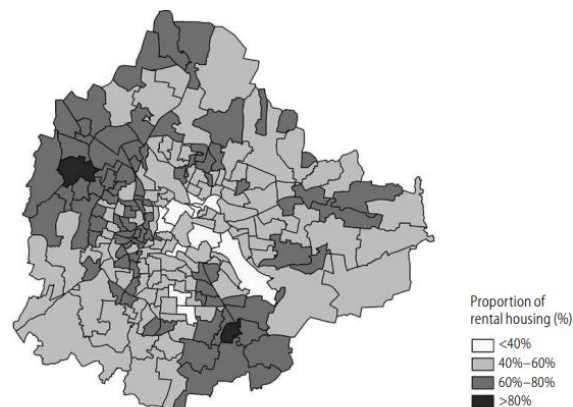 Proportion of
rental housing (%)
<40%
40%–60%
60%–80%
>80%